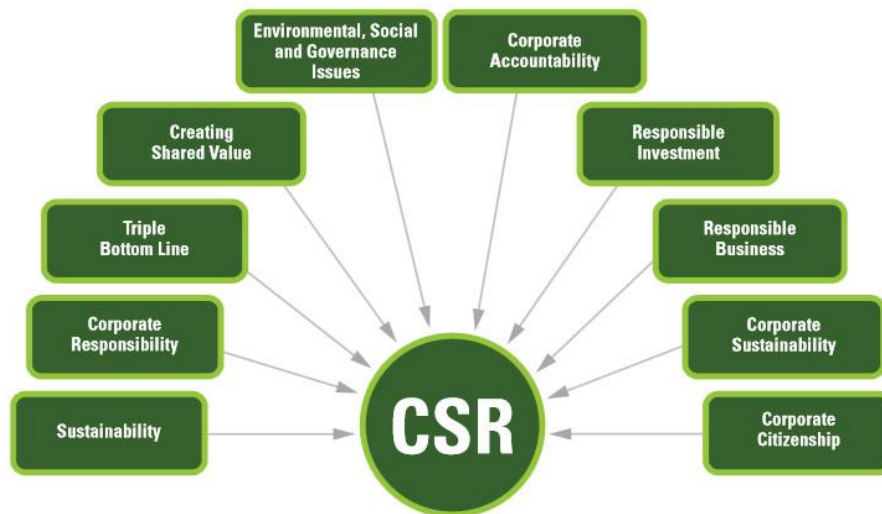 Environmental, Social
and Governance
Issues
Corporate
Accountability
Creating
Shared Value
Responsible
Investment
Triple
Bottom Line
Responsible
Business
Corporate
Responsibility
Corporate
Sustainability
Sustainability
Corporate
Citizenship
CSR